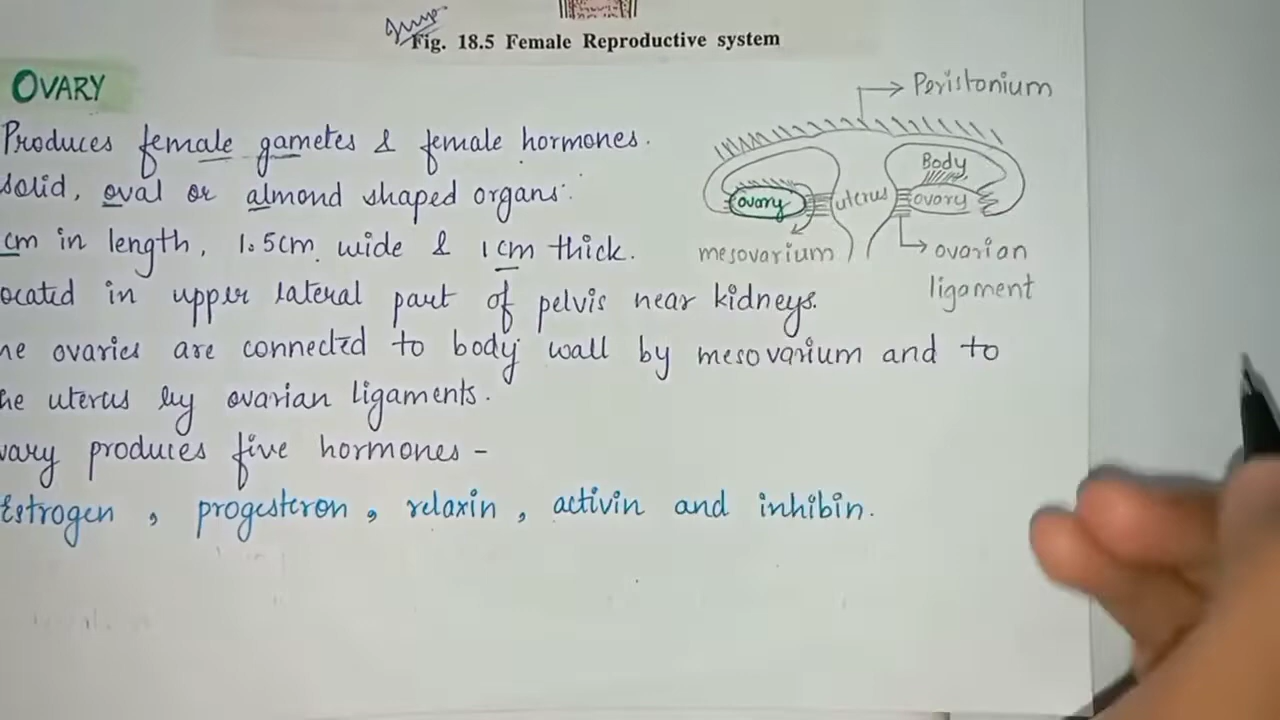 Fig. 18.5 Female Reproductive system
OVARY
Peristonium
Produces female gametes & female hormones.
solid, oval or almond shaped organs.
Body
ovary
uterus
ovary
cm in length, 1.5cm wide & 1cm thick.
mesovarium
ovarian
ligament
ocated in upper lateral part of pelvis near kidneys.
he ovaries are connected to body wall by mesovarium and to
he uterus by ovarian ligaments.
vary produces five hormones -
Estrogen, progesteron, relaxin, activin and inhibin.